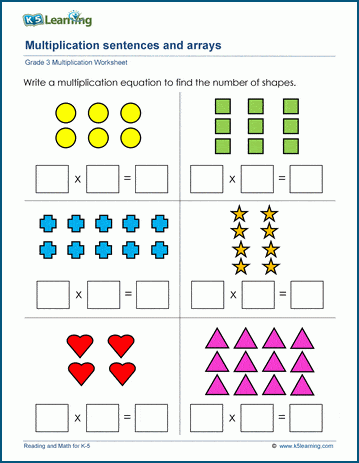 K5 Learning
Multiplication sentences and arrays
Grade 3 Multiplication Worksheet
Write a multiplication equation to find the number of shapes.
x = x =
x = x =
x = x =
Reading and Math for K-5 © www.k5learning.com